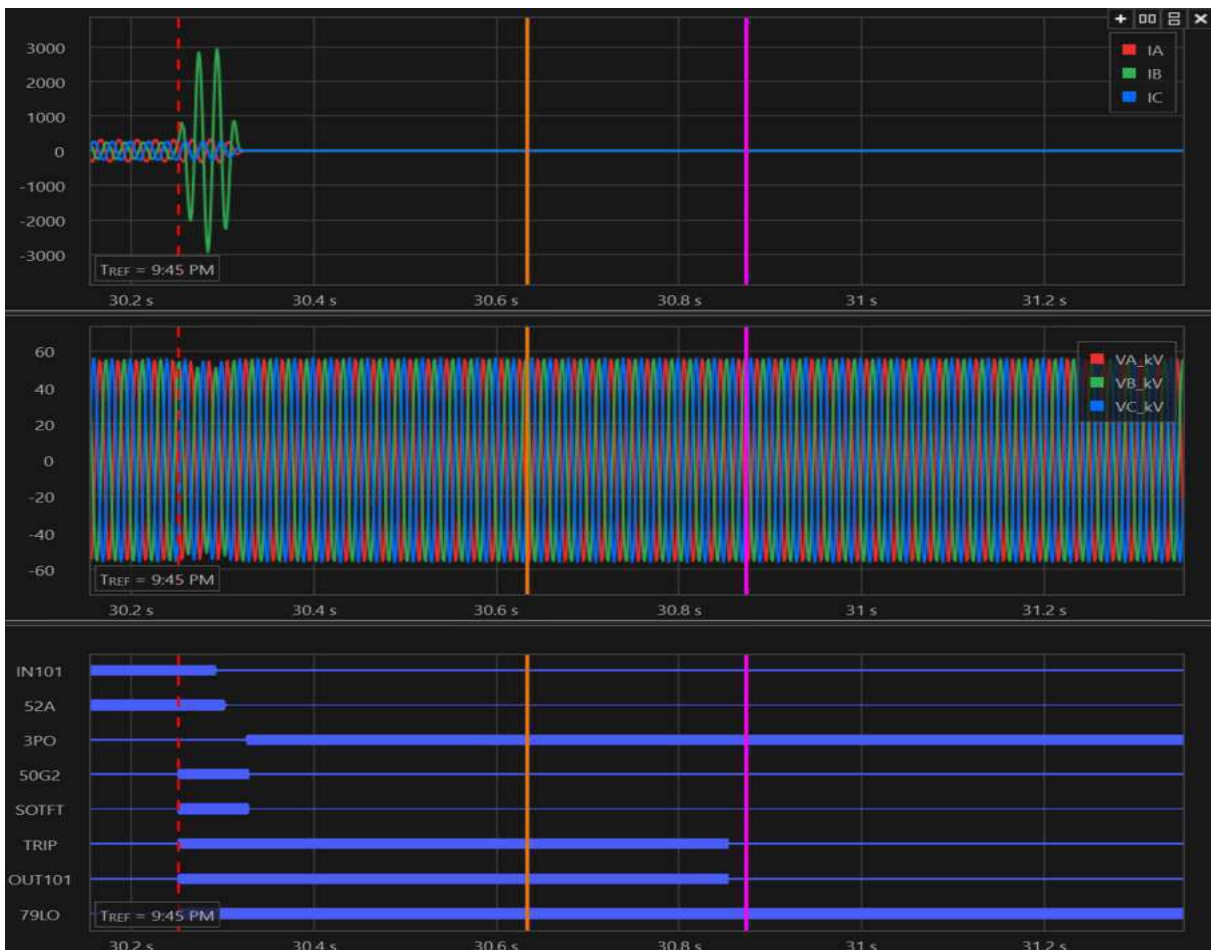 3000
2000
1000
0
-1000
-2000
-3000
IA
IB
IC
TREF = 9:45 PM
30.2 s 30.4 s 30.6 s 30.8 s 31 s 31.2 s
60
40
20
0
-20
-40
-60
VA_kV
VB_kV
VC_kV
TREF = 9:45 PM
30.2 s 30.4 s 30.6 s 30.8 s 31 s 31.2 s
IN101
52A
3PO
50G2
SOTFT
TRIP
OUT101
79LO
TREF = 9:45 PM
30.2 s 30.4 s 30.6 s 30.8 s 31 s 31.2 s